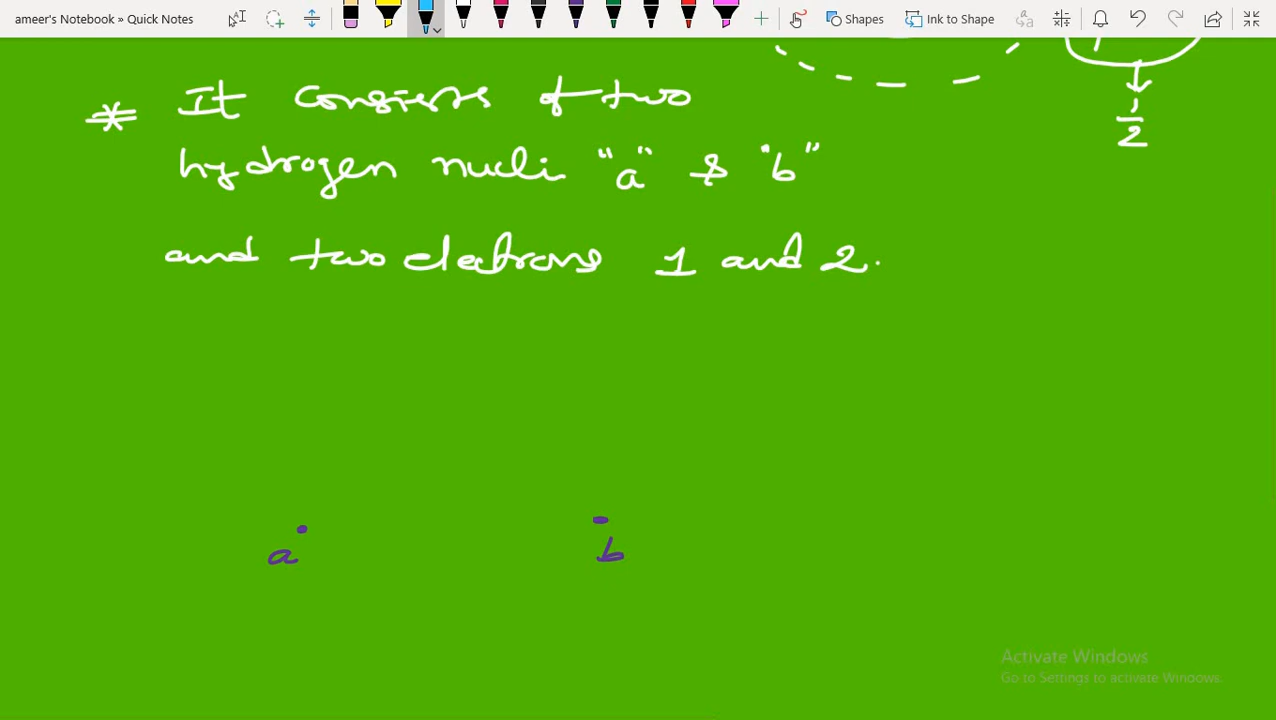 ameer's Notebook » Quick Notes
Shapes
Ink to Shape
1
2
* It consists of two
hydrogen nucli "a" & "b"
and two electrons 1 and 2.
a
b
Activate Windows
Go to Settings to activate Windows.